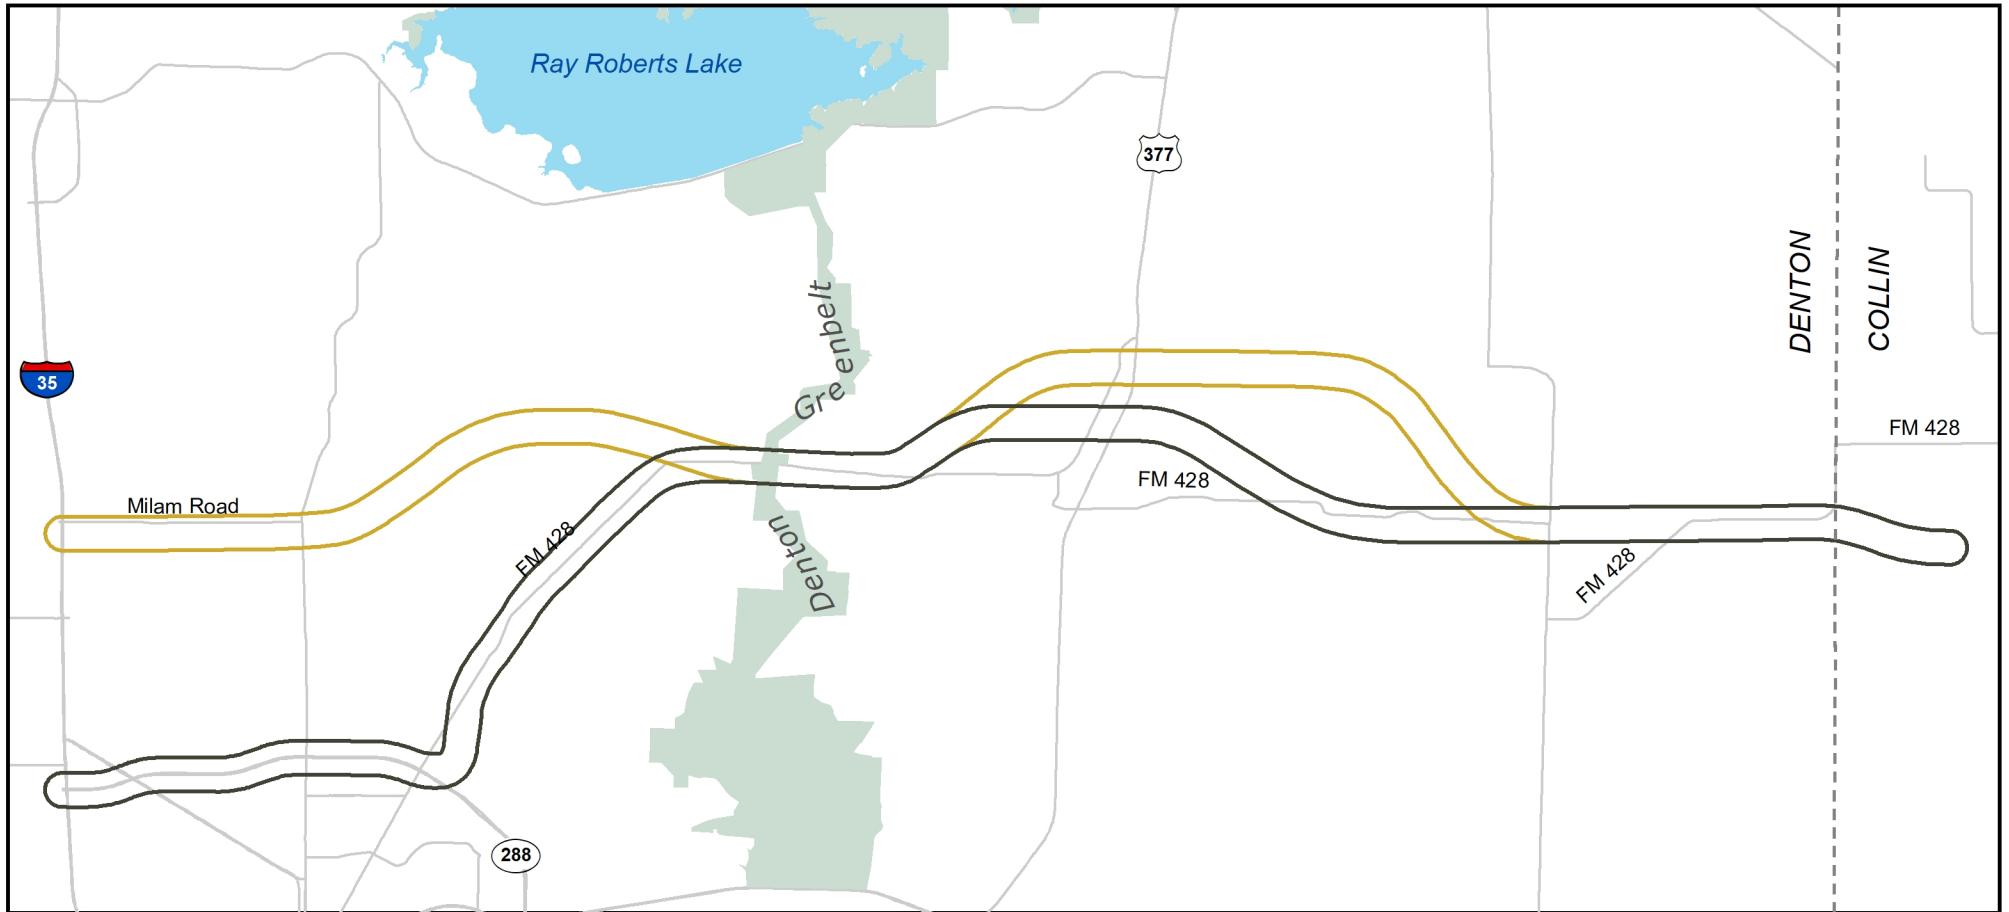 Ray Roberts Lake
377
DENTON
COLLIN
Denton Greenbelt
35
FM 428
FM 428
Milam Road
FM 428
FM 428
288